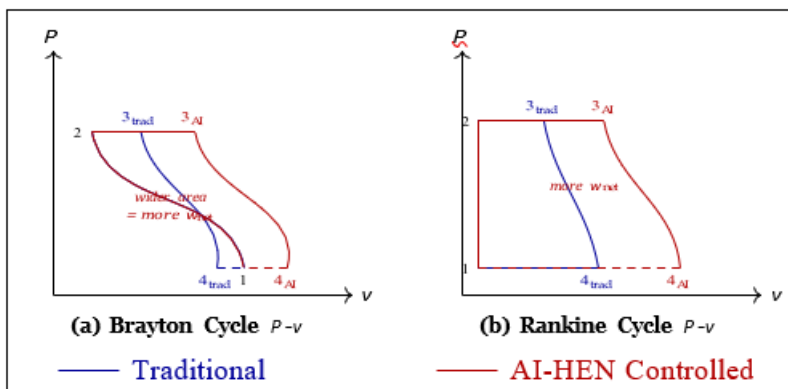 P
P
3trad
3AI
3trad
3AI
2
2
wider area
= more wnet
more wnet
1
4trad
1
4AI
4trad
4AI
v
v
(a) Brayton Cycle P-v
(b) Rankine Cycle P-v
Traditional
AI-HEN Controlled